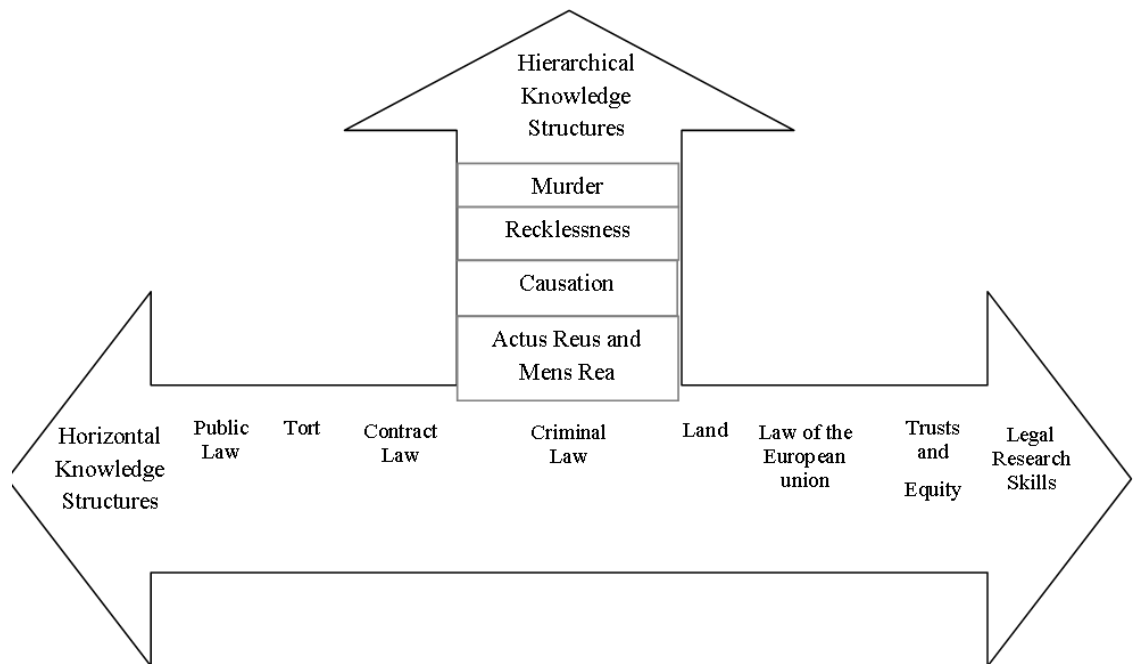 Hierarchical
Knowledge
Structures
Murder
Recklessness
Causation
Actus Reus and
Mens Rea
Horizontal
Knowledge
Structures
Public
Law
Tort
Contract
Law
Criminal
Law
Land
Law of the
European
union
Trusts
and
Equity
Legal
Research
Skills